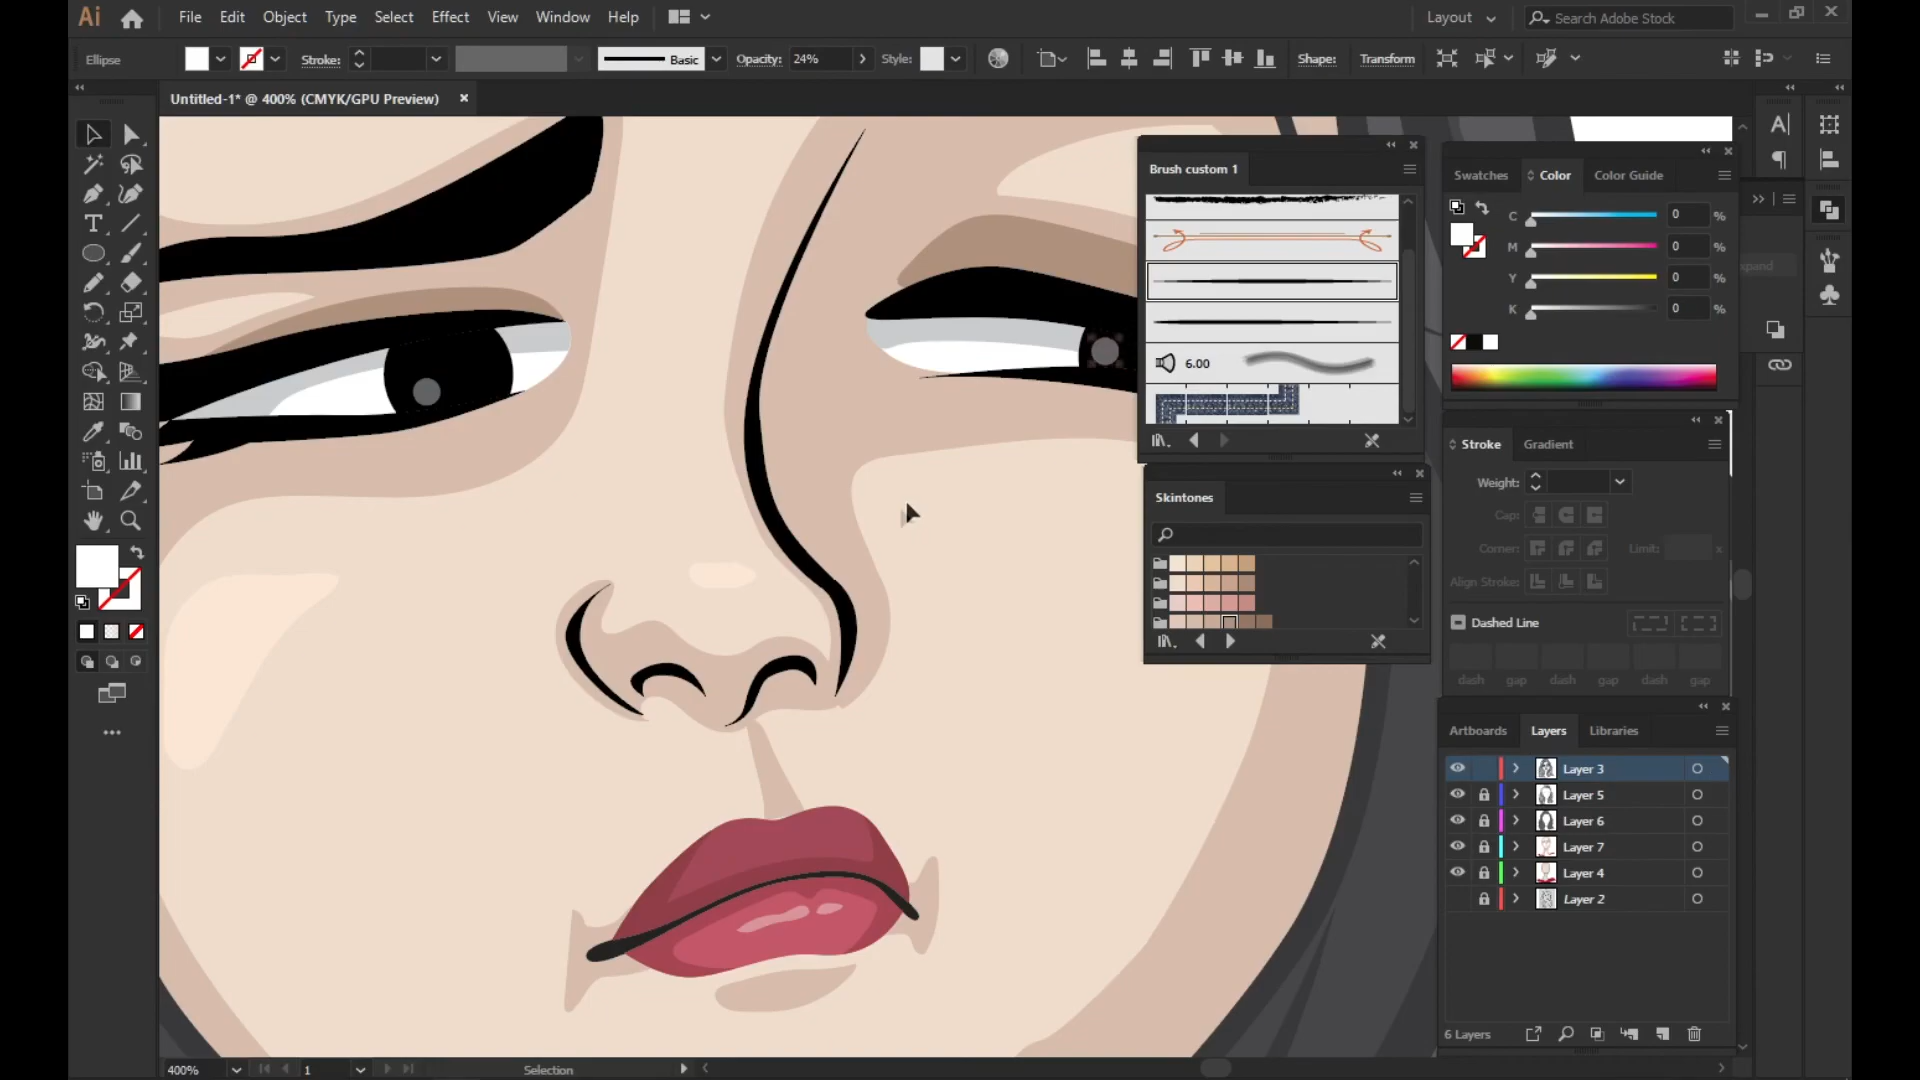 Ai File Edit Object Type Select Effect View Window Help Layout Search Adobe Stock
Ellipse Stroke: Basic Opacity: 24% Style: Shape: Transform
Untitled-1* @ 400% (CMYK/GPU Preview)
Brush custom 1
6.00
Skintones
Swatches Color Color Guide
C 0 %
M 0 %
Y 0 %
K 0 %
Stroke Gradient
Weight:
Cap:
Corner: Limit: x
Align Stroke:
Dashed Line
dash gap dash gap dash gap
Artboards Layers Libraries
Layer 3
Layer 5
Layer 6
Layer 7
Layer 4
Layer 2
6 Layers
400% 1 Selection